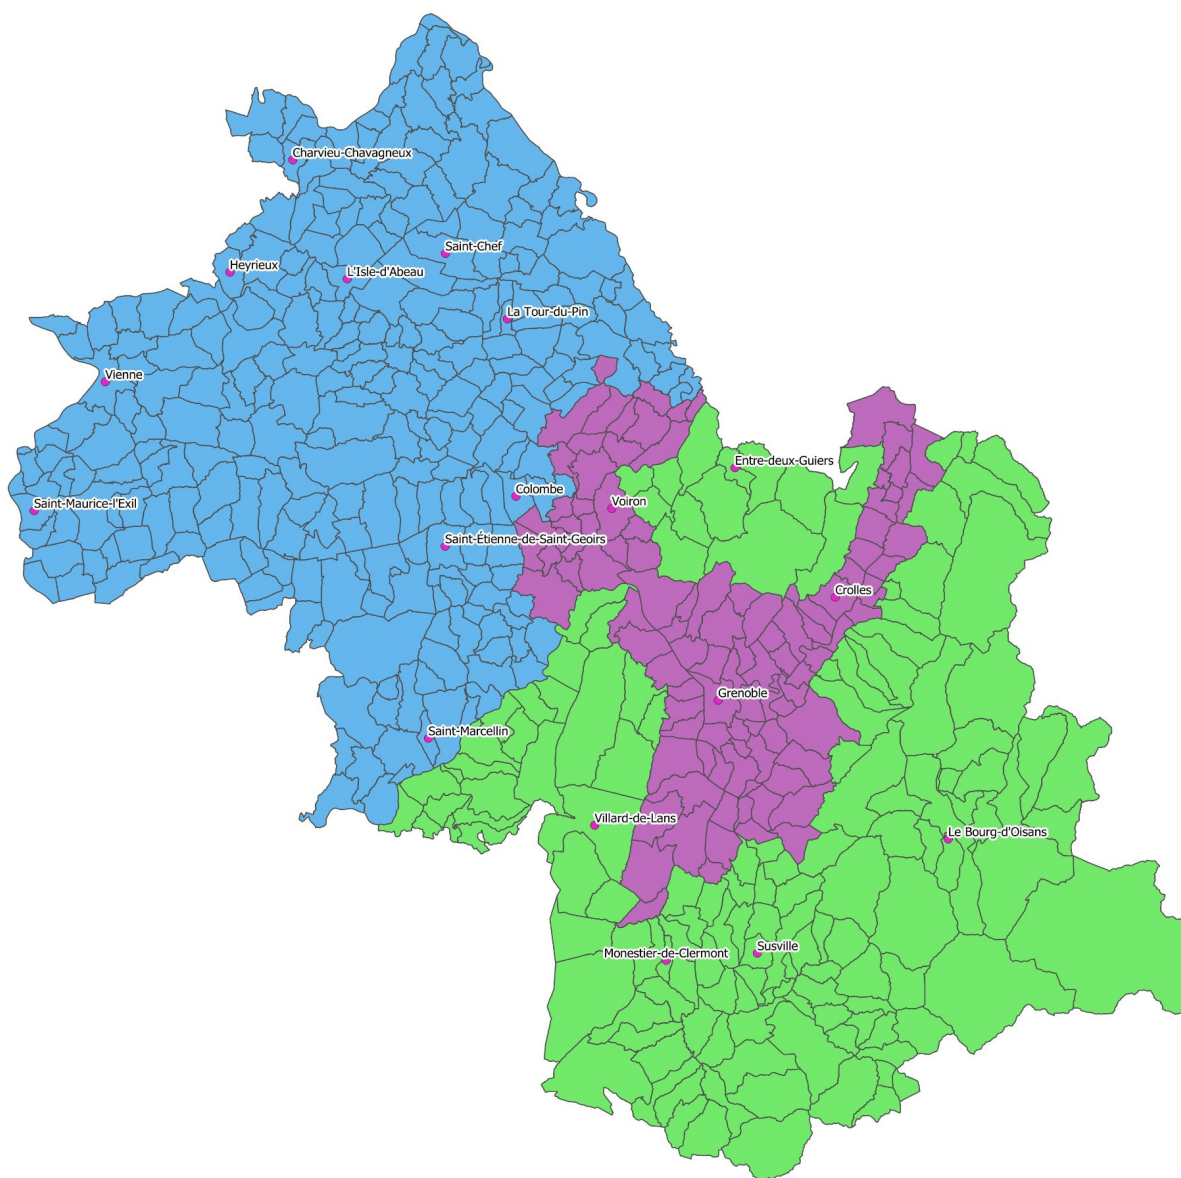 Charvieu-Chavagneux
Saint-Chef
Heyrieux
L'Isle-d'Abeau
La Tour-du-Pin
Vienne
Entre-deux-Guiers
Colombe
Voiron
Saint-Maurice-l'Exil
Saint-Étienne-de-Saint-Geoirs
Crolles
Grenoble
Saint-Marcellin
Villard-de-Lans
Le Bourg-d'Oisans
Susville
Monestier-de-Clermont